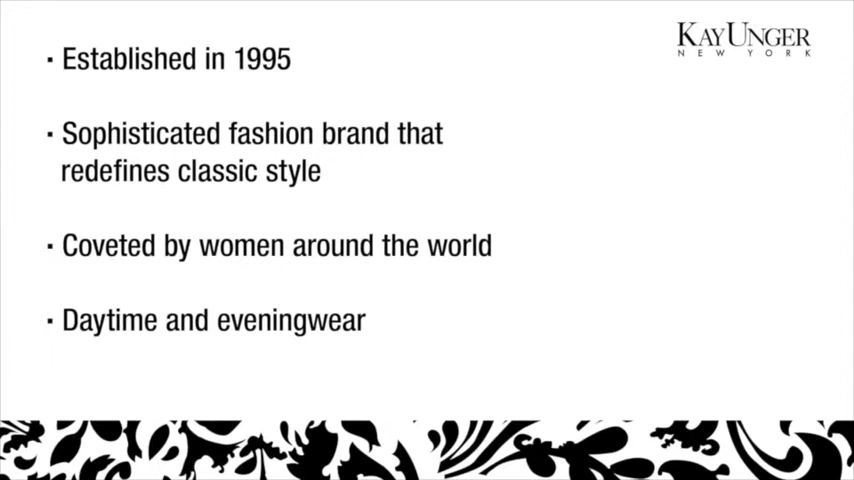 KAYUNGER
NEW YORK
· Established in 1995
· Sophisticated fashion brand that
redefines classic style
· Coveted by women around the world
· Daytime and eveningwear